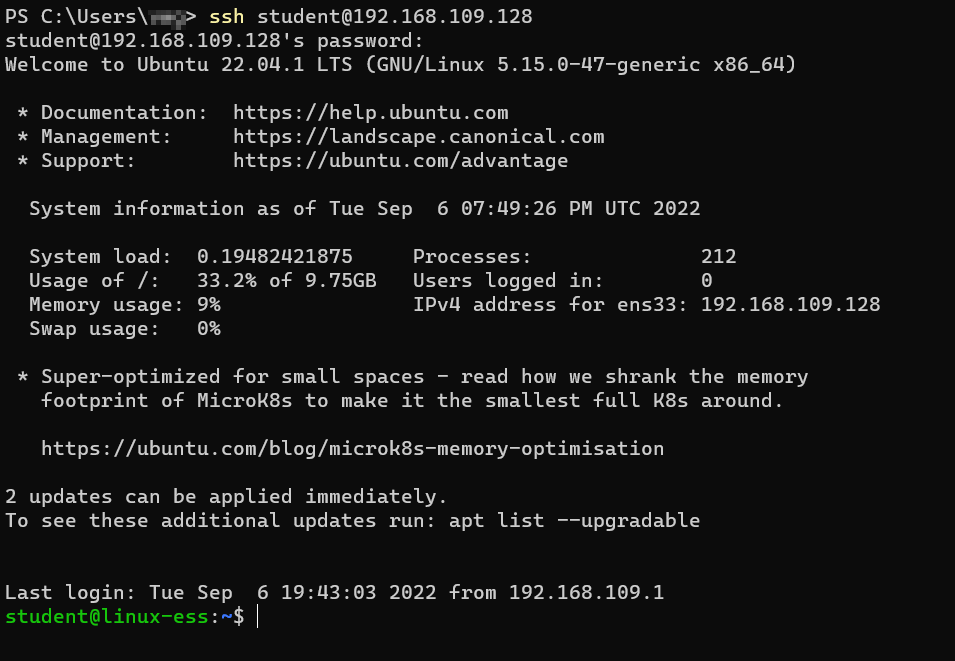 PS C:\Users\> ssh student@192.168.109.128
student@192.168.109.128's password:
Welcome to Ubuntu 22.04.1 LTS (GNU/Linux 5.15.0-47-generic x86_64)
* Documentation: https://help.ubuntu.com
* Management: https://landscape.canonical.com
* Support: https://ubuntu.com/advantage
System information as of Tue Sep 6 07:49:26 PM UTC 2022
System load: 0.19482421875 Processes: 212
Usage of /: 33.2% of 9.75GB Users logged in: 0
Memory usage: 9% IPv4 address for ens33: 192.168.109.128
Swap usage: 0%
* Super-optimized for small spaces - read how we shrank the memory
footprint of MicroK8s to make it the smallest full K8s around.
https://ubuntu.com/blog/microk8s-memory-optimisation
2 updates can be applied immediately.
To see these additional updates run: apt list --upgradable
Last login: Tue Sep 6 19:43:03 2022 from 192.168.109.1
student@linux-ess:~$